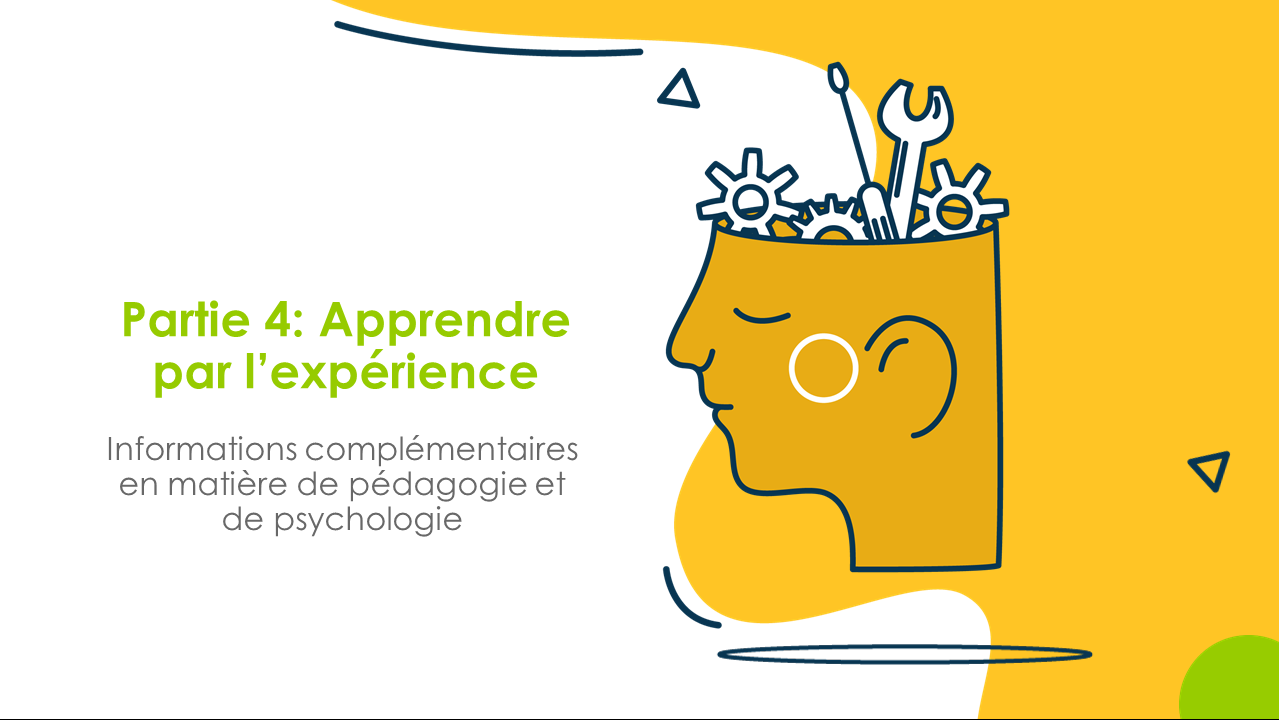 Partie 4: Apprendre
par l’expérience
Informations complémentaires
en matière de pédagogie et
de psychologie